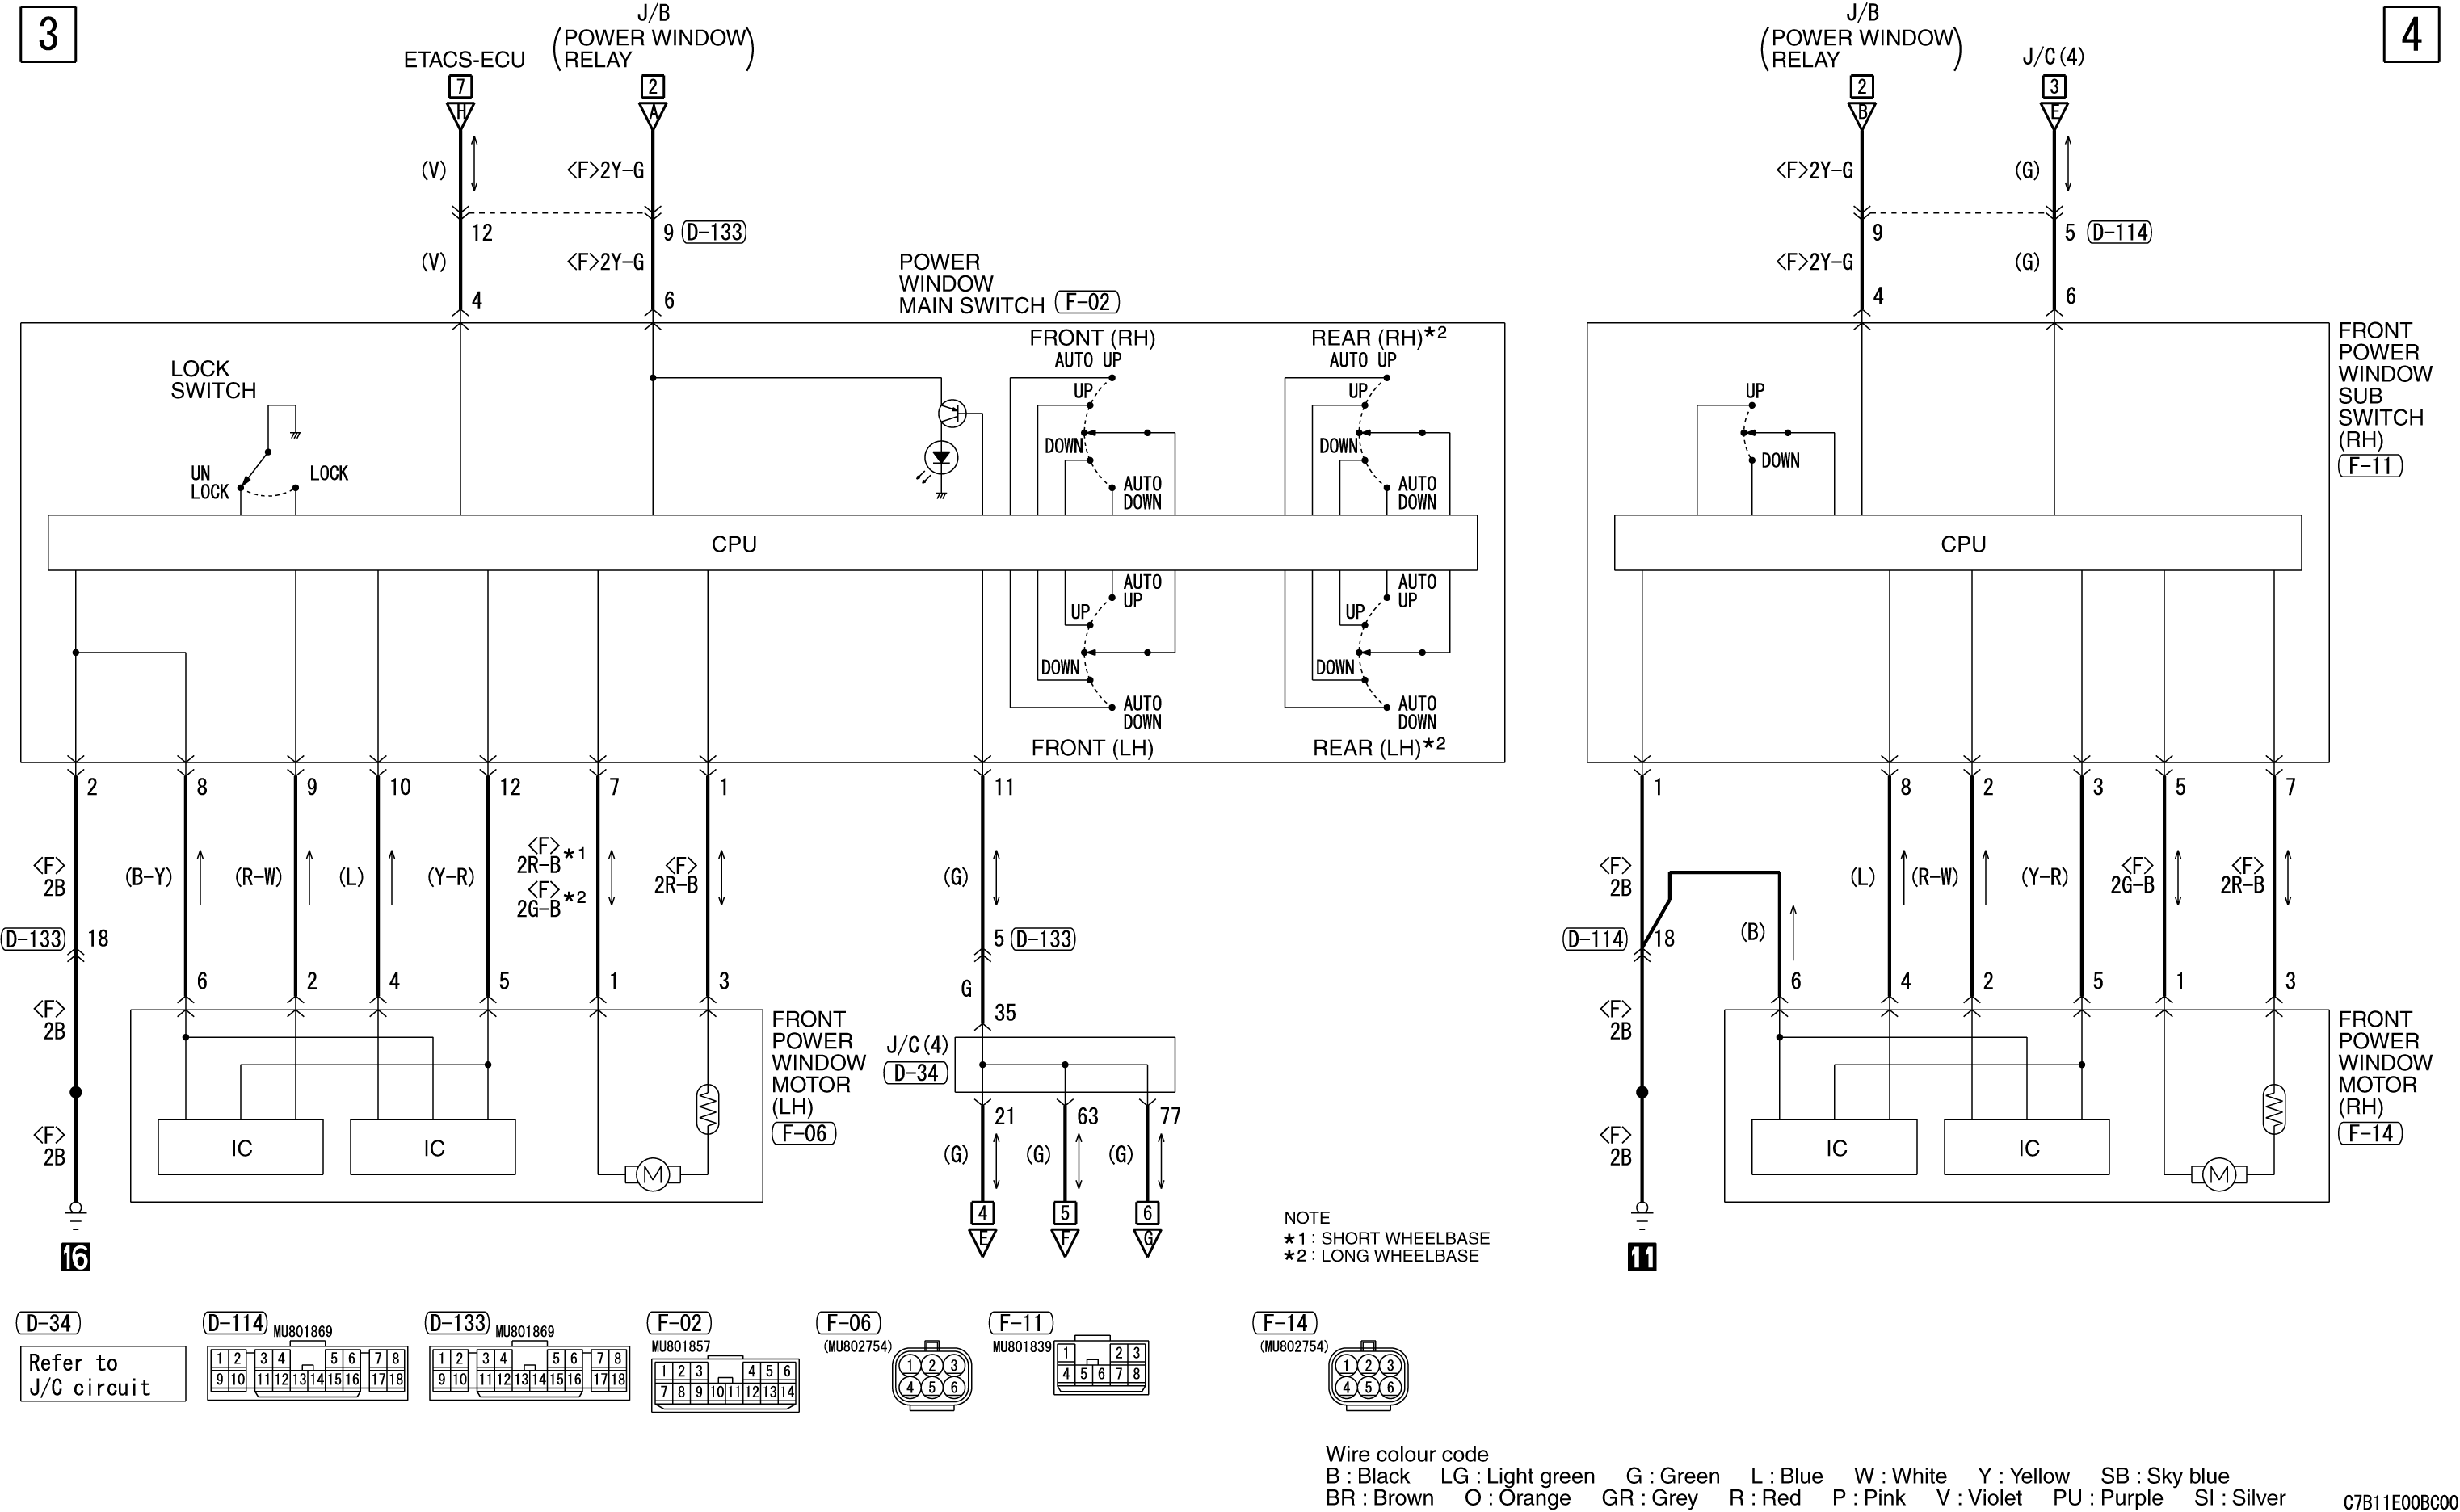 3
J/B
(POWER WINDOW
RELAY)
ETACS-ECU
7
H
2
A
(V)
<F>2Y-G
12
9
D-133
(V)
<F>2Y-G
4
6
POWER
WINDOW
MAIN SWITCH
F-02
LOCK
SWITCH
UN
LOCK
LOCK
FRONT (RH)
AUTO UP
UP
DOWN
AUTO
DOWN
REAR (RH)*2
AUTO UP
UP
DOWN
AUTO
DOWN
CPU
AUTO
UP
UP
DOWN
AUTO
DOWN
FRONT (LH)
AUTO
UP
UP
DOWN
AUTO
DOWN
REAR (LH)*2
2
8
9
10
12
7
1
11
<F>
2B
(B-Y)
(R-W)
(L)
(Y-R)
<F>
2R-B
*1
<F>
2G-B
*2
<F>
2R-B
(G)
D-133
18
5
D-133
6
2
4
5
1
3
G
35
<F>
2B
FRONT
POWER
WINDOW
MOTOR
(LH)
F-06
J/C(4)
D-34
<F>
2B
IC
IC
M
21
63
77
(G)
(G)
(G)
4
E
5
F
6
G
16
NOTE
*1 : SHORT WHEELBASE
*2 : LONG WHEELBASE
4
J/B
(POWER WINDOW
RELAY)
J/C(4)
2
B
3
E
<F>2Y-G
(G)
9
5
D-114
<F>2Y-G
(G)
4
6
FRONT
POWER
WINDOW
SUB
SWITCH
(RH)
F-11
UP
DOWN
CPU
1
8
2
3
5
7
<F>
2B
(L)
(R-W)
(Y-R)
<F>
2G-B
<F>
2R-B
D-114
18
(B)
6
4
2
5
1
3
<F>
2B
FRONT
POWER
WINDOW
MOTOR
(RH)
F-14
<F>
2B
IC
IC
M
11
D-34
Refer to
J/C circuit
D-114
MU801869
1 2 3 4 5 6 7 8
9 10 11 12 13 14 15 16 17 18
D-133
MU801869
1 2 3 4 5 6 7 8
9 10 11 12 13 14 15 16 17 18
F-02
MU801857
1 2 3 4 5 6
7 8 9 10 11 12 13 14
F-06
(MU802754)
1 2 3
4 5 6
F-11
MU801839
1 2 3
4 5 6 7 8
F-14
(MU802754)
1 2 3
4 5 6
Wire colour code
B : Black LG : Light green G : Green L : Blue W : White Y : Yellow SB : Sky blue
BR : Brown O : Orange GR : Grey R : Red P : Pink V : Violet PU : Purple SI : Silver
C7B11E00BC00